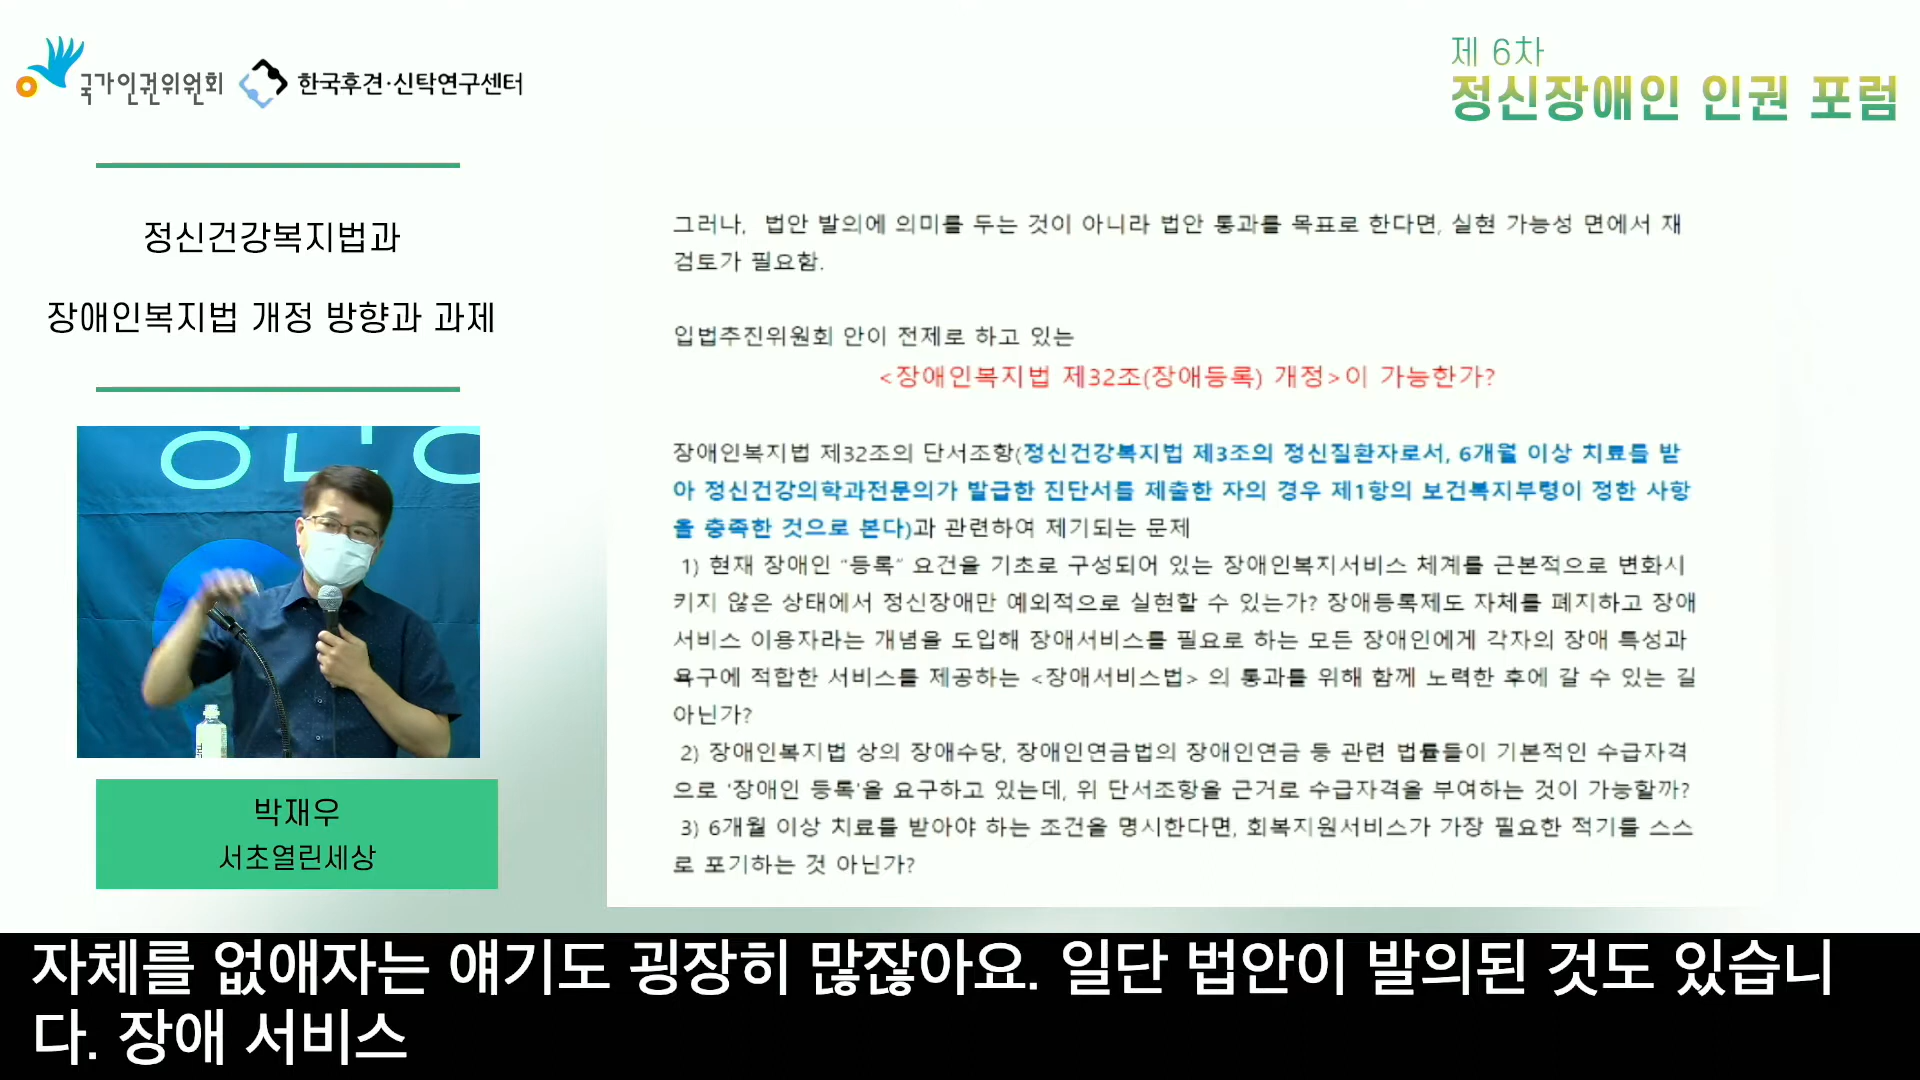 국가인권위원회
한국후견·신탁연구센터
제 6차
정신장애인 인권 포럼
정신건강복지법과
장애인복지법 개정 방향과 과제
박재우
서초열린세상
그러나, 법안 발의에 의미를 두는 것이 아니라 법안 통과를 목표로 한다면, 실현 가능성 면에서 재
검토가 필요함.
입법추진위원회 안이 전제로 하고 있는
<장애인복지법 제32조(장애등록) 개정>이 가능한가?
장애인복지법 제32조의 단서조항(정신건강복지법 제3조의 정신질환자로서, 6개월 이상 치료를 받
아 정신건강의학과전문의가 발급한 진단서를 제출한 자의 경우 제1항의 보건복지부령이 정한 사항
을 충족한 것으로 본다)과 관련하여 제기되는 문제
1) 현재 장애인 "등록" 요건을 기초로 구성되어 있는 장애인복지서비스 체계를 근본적으로 변화시
키지 않은 상태에서 정신장애만 예외적으로 실현할 수 있는가? 장애등록제도 자체를 폐지하고 장애
서비스 이용자라는 개념을 도입해 장애서비스를 필요로 하는 모든 장애인에게 각자의 장애 특성과
욕구에 적합한 서비스를 제공하는 <장애서비스법> 의 통과를 위해 함께 노력한 후에 갈 수 있는 길
아닌가?
2) 장애인복지법 상의 장애수당, 장애인연금법의 장애인연금 등 관련 법률들이 기본적인 수급자격
으로 '장애인 등록'을 요구하고 있는데, 위 단서조항을 근거로 수급자격을 부여하는 것이 가능할까?
3) 6개월 이상 치료를 받아야 하는 조건을 명시한다면, 회복지원서비스가 가장 필요한 적기를 스스
로 포기하는 것 아닌가?
자체를 없애자는 얘기도 굉장히 많잖아요. 일단 법안이 발의된 것도 있습니
다. 장애 서비스